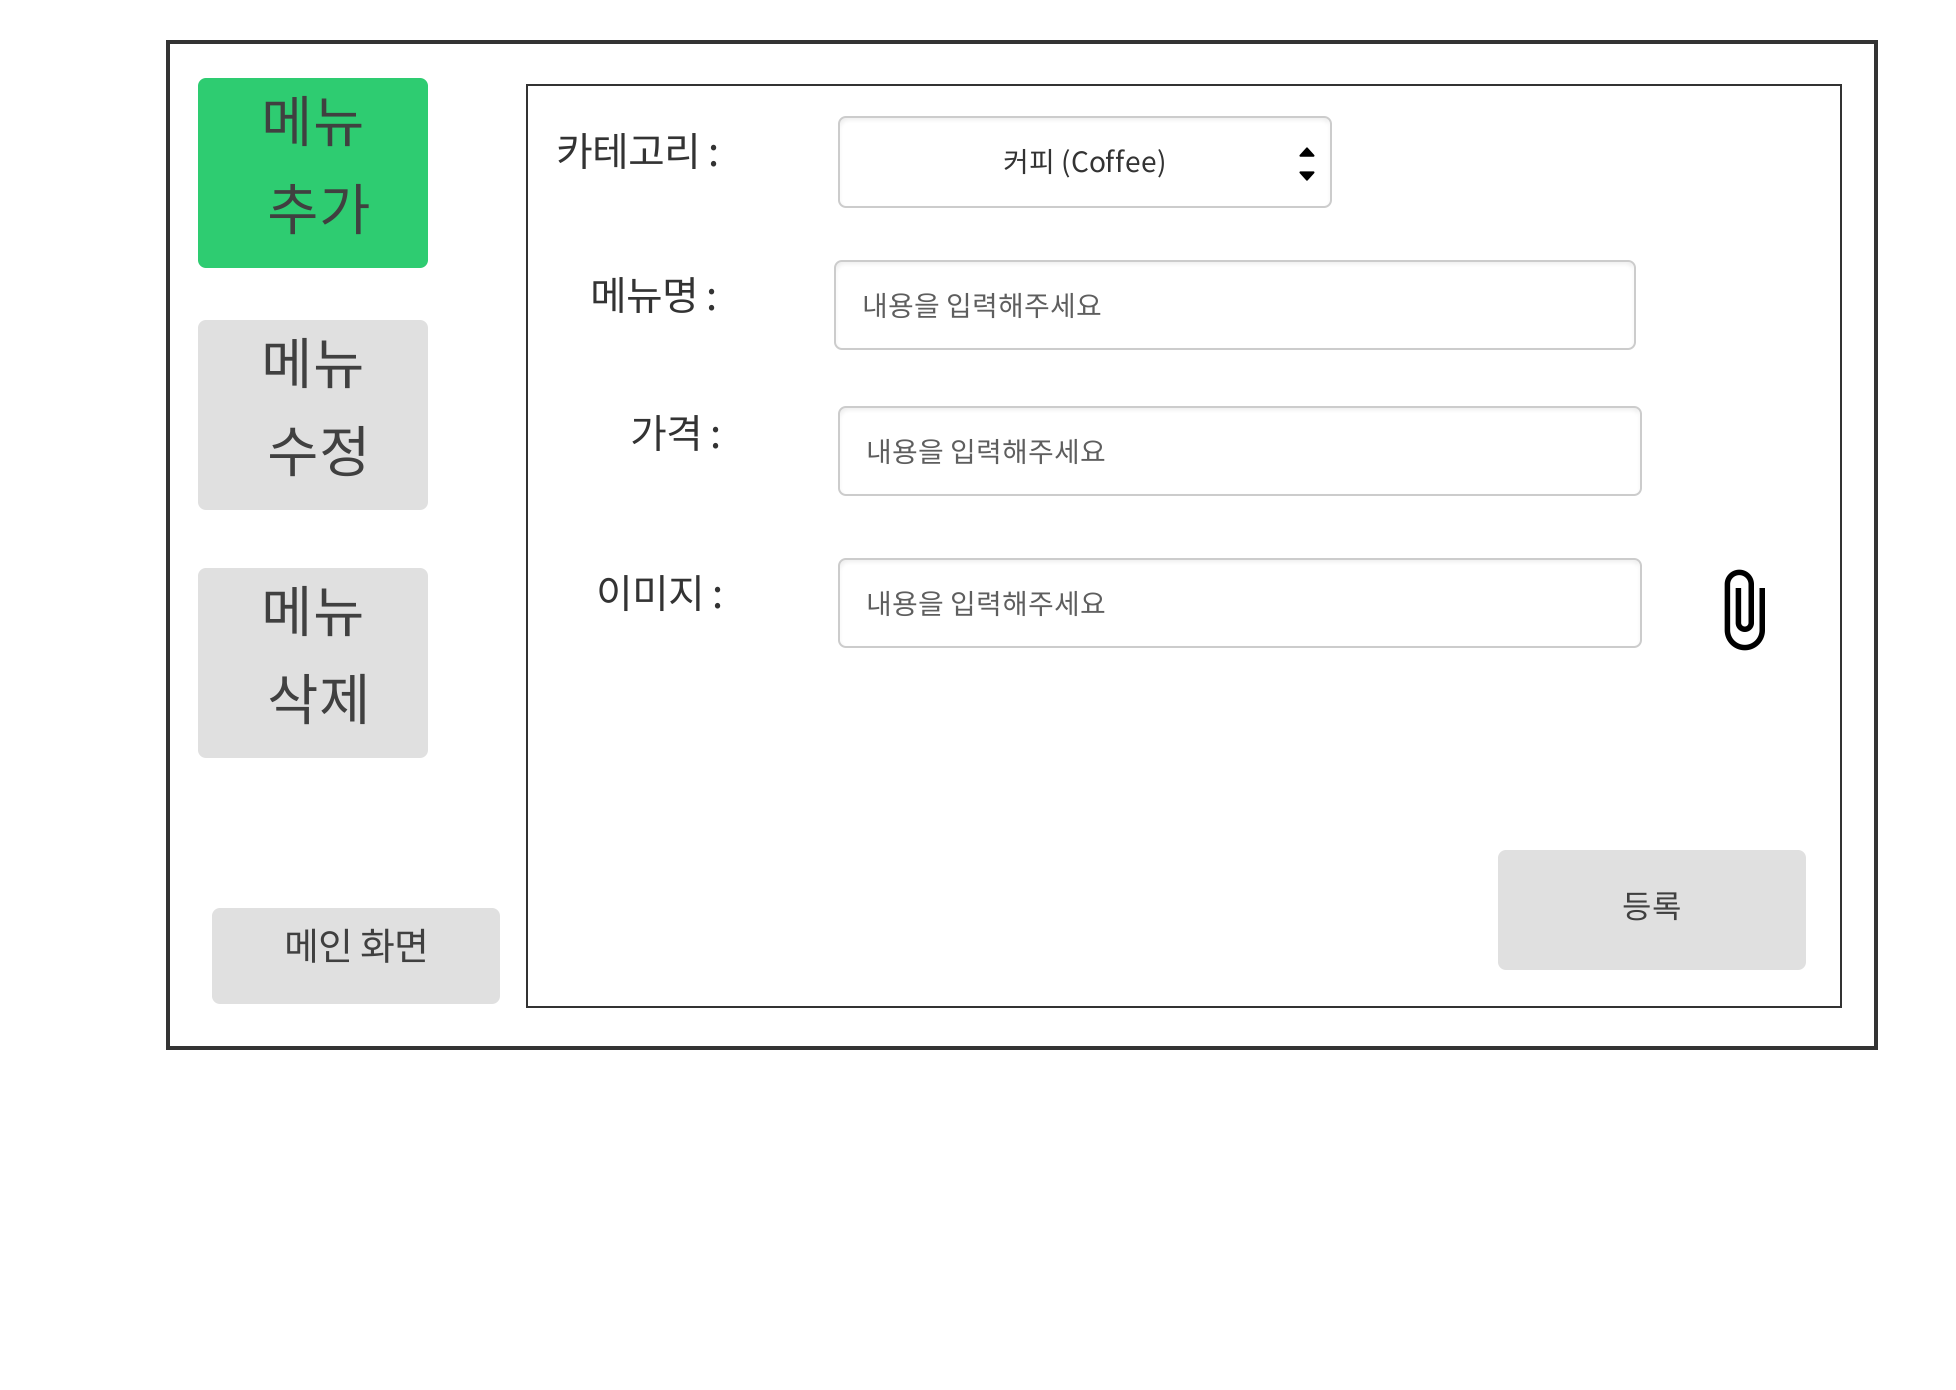 메뉴
추가
메뉴
수정
메뉴
삭제
메인 화면
카테고리 :
커피 (Coffee)
메뉴명 :
내용을 입력해주세요
가격 :
내용을 입력해주세요
이미지 :
내용을 입력해주세요
등록